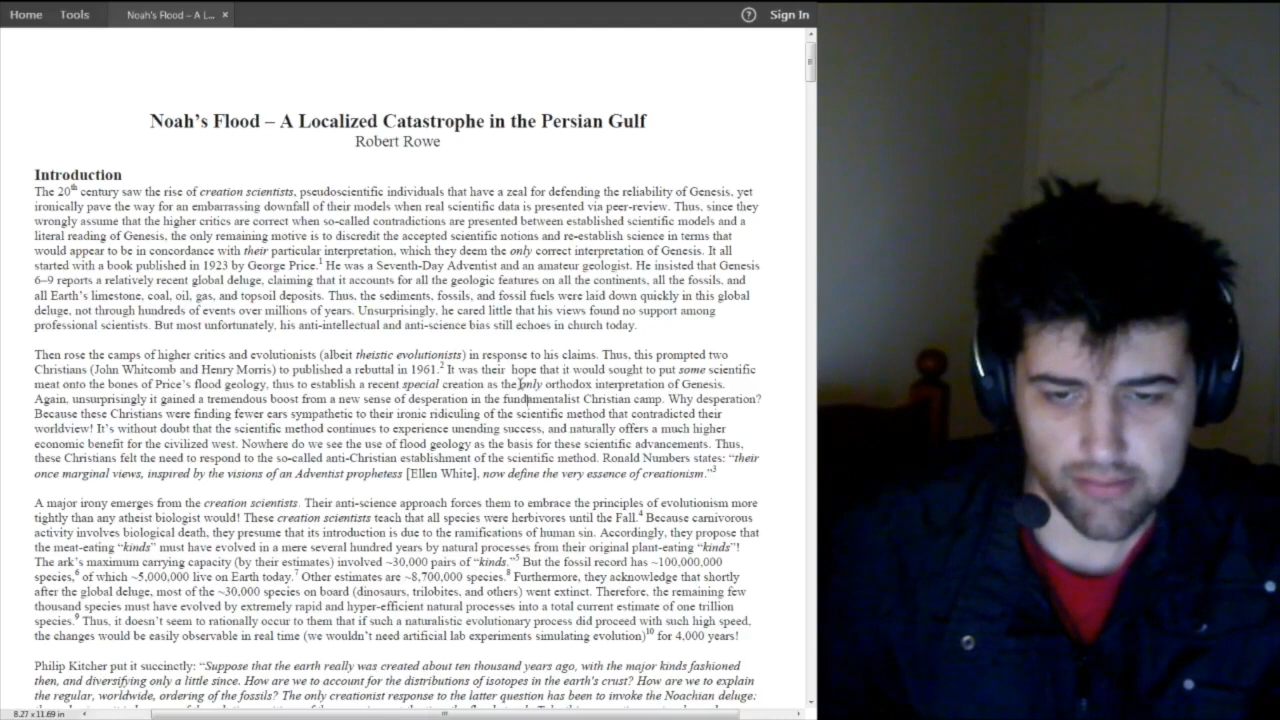 Home Tools Noah's Flood – A L... × ? Sign In
Noah's Flood – A Localized Catastrophe in the Persian Gulf
Robert Rowe
Introduction
The 20th century saw the rise of creation scientists, pseudoscientific individuals that have a zeal for defending the reliability of Genesis, yet
ironically pave the way for an embarrassing downfall of their models when real scientific data is presented via peer-review. Thus, since they
wrongly assume that the higher critics are correct when so-called contradictions are presented between established scientific models and a
literal reading of Genesis, the only remaining motive is to discredit the accepted scientific notions and re-establish science in terms that
would appear to be in concordance with their particular interpretation, which they deem the only correct interpretation of Genesis. It all
started with a book published in 1923 by George Price.1 He was a Seventh-Day Adventist and an amateur geologist. He insisted that Genesis
6–9 reports a relatively recent global deluge, claiming that it accounts for all the geologic features on all the continents, all the fossils, and
all Earth's limestone, coal, oil, gas, and topsoil deposits. Thus, the sediments, fossils, and fossil fuels were laid down quickly in this global
deluge, not through hundreds of events over millions of years. Unsurprisingly, he cared little that his views found no support among
professional scientists. But most unfortunately, his anti-intellectual and anti-science bias still echoes in church today.
Then rose the camps of higher critics and evolutionists (albeit theistic evolutionists) in response to his claims. Thus, this prompted two
Christians (John Whitcomb and Henry Morris) to published a rebuttal in 1961.2 It was their hope that it would sought to put some scientific
meat onto the bones of Price's flood geology, thus to establish a recent special creation as the only orthodox interpretation of Genesis.
Again, unsurprisingly it gained a tremendous boost from a new sense of desperation in the fundamentalist Christian camp. Why desperation?
Because these Christians were finding fewer ears sympathetic to their ironic ridiculing of the scientific method that contradicted their
worldview! It's without doubt that the scientific method continues to experience unending success, and naturally offers a much higher
economic benefit for the civilized west. Nowhere do we see the use of flood geology as the basis for these scientific advancements. Thus,
these Christians felt the need to respond to the so-called anti-Christian establishment of the scientific method. Ronald Numbers states: “their
once marginal views, inspired by the visions of an Adventist prophetess [Ellen White], now define the very essence of creationism.”3
A major irony emerges from the creation scientists. Their anti-science approach forces them to embrace the principles of evolutionism more
tightly than any atheist biologist would! These creation scientists teach that all species were herbivores until the Fall.4 Because carnivorous
activity involves biological death, they presume that its introduction is due to the ramifications of human sin. Accordingly, they propose that
the meat-eating “kinds” must have evolved in a mere several hundred years by natural processes from their original plant-eating “kinds”!
The ark's maximum carrying capacity (by their estimates) involved ~30,000 pairs of “kinds.”5 But the fossil record has ~100,000,000
species,6 of which ~5,000,000 live on Earth today.7 Other estimates are ~8,700,000 species.8 Furthermore, they acknowledge that shortly
after the global deluge, most of the ~30,000 species on board (dinosaurs, trilobites, and others) went extinct. Therefore, the remaining few
thousand species must have evolved by extremely rapid and hyper-efficient natural processes into a total current estimate of one trillion
species.9 Thus, it doesn't seem to rationally occur to them that if such a naturalistic evolutionary process did proceed with such high speed,
the changes would be easily observable in real time (we wouldn't need artificial lab experiments simulating evolution)10 for 4,000 years!
Philip Kitcher put it succinctly: “Suppose that the earth really was created about ten thousand years ago, with the major kinds fashioned
then, and diversifying only a little since. How are we to account for the distributions of isotopes in the earth's crust? How are we to explain
the regular, worldwide, ordering of the fossils? The only creationist response to the latter question has been to invoke the Noachian deluge:
8.27 x 11.69 in